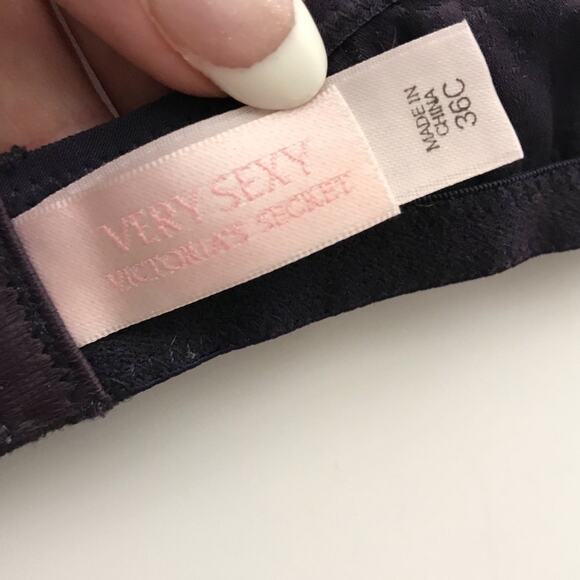 VERY SEXY
VICTORIA'S SECRET
MADE IN
CHINA
36C